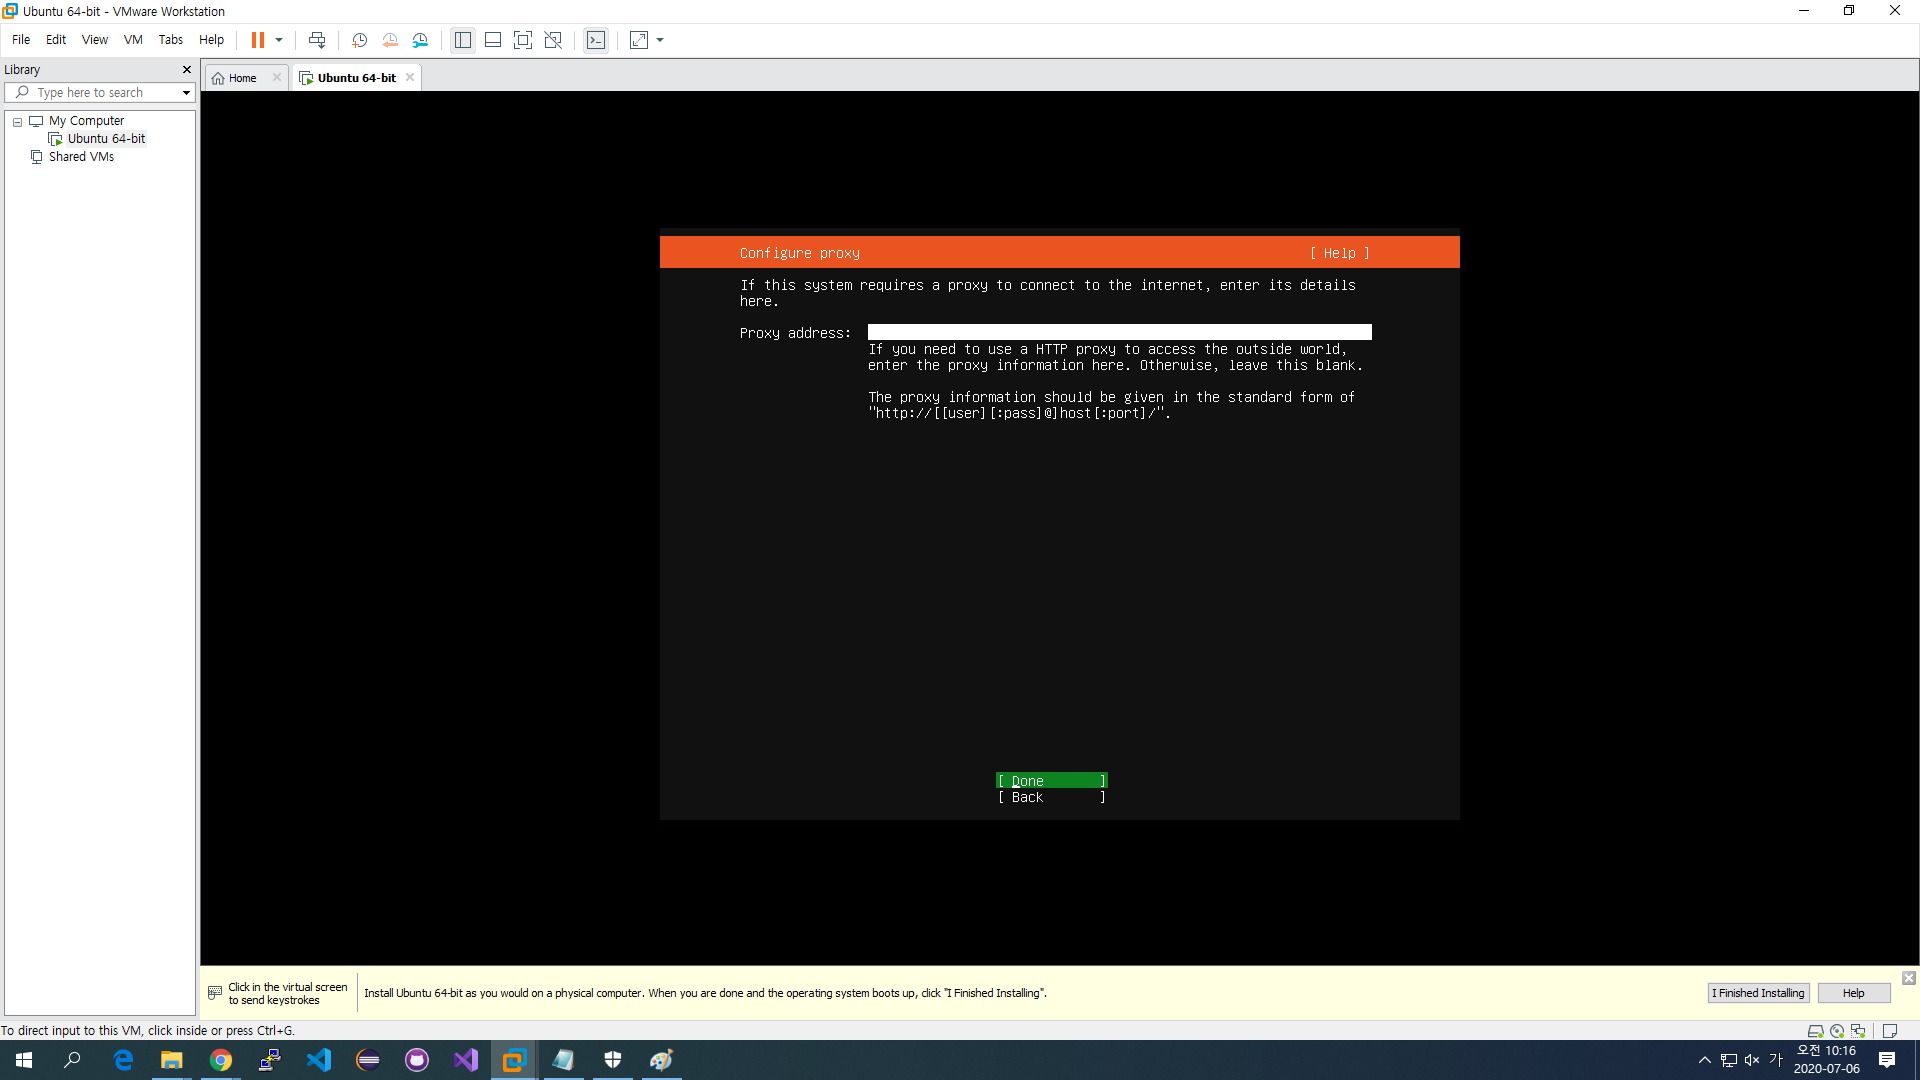 Ubuntu 64-bit - VMware Workstation
File Edit View VM Tabs Help
Library
Type here to search
My Computer
Ubuntu 64-bit
Shared VMs
Home
Ubuntu 64-bit
Configure proxy [ Help ]
If this system requires a proxy to connect to the internet, enter its details
here.
Proxy address:
If you need to use a HTTP proxy to access the outside world,
enter the proxy information here. Otherwise, leave this blank.
The proxy information should be given in the standard form of
"http://[[user][:pass]@]host[:port]/".
[ Done ]
[ Back ]
Click in the virtual screen
to send keystrokes
Install Ubuntu 64-bit as you would on a physical computer. When you are done and the operating system boots up, click "I Finished Installing".
I Finished Installing
Help
To direct input to this VM, click inside or press Ctrl+G.
가
오전 10:16
2020-07-06